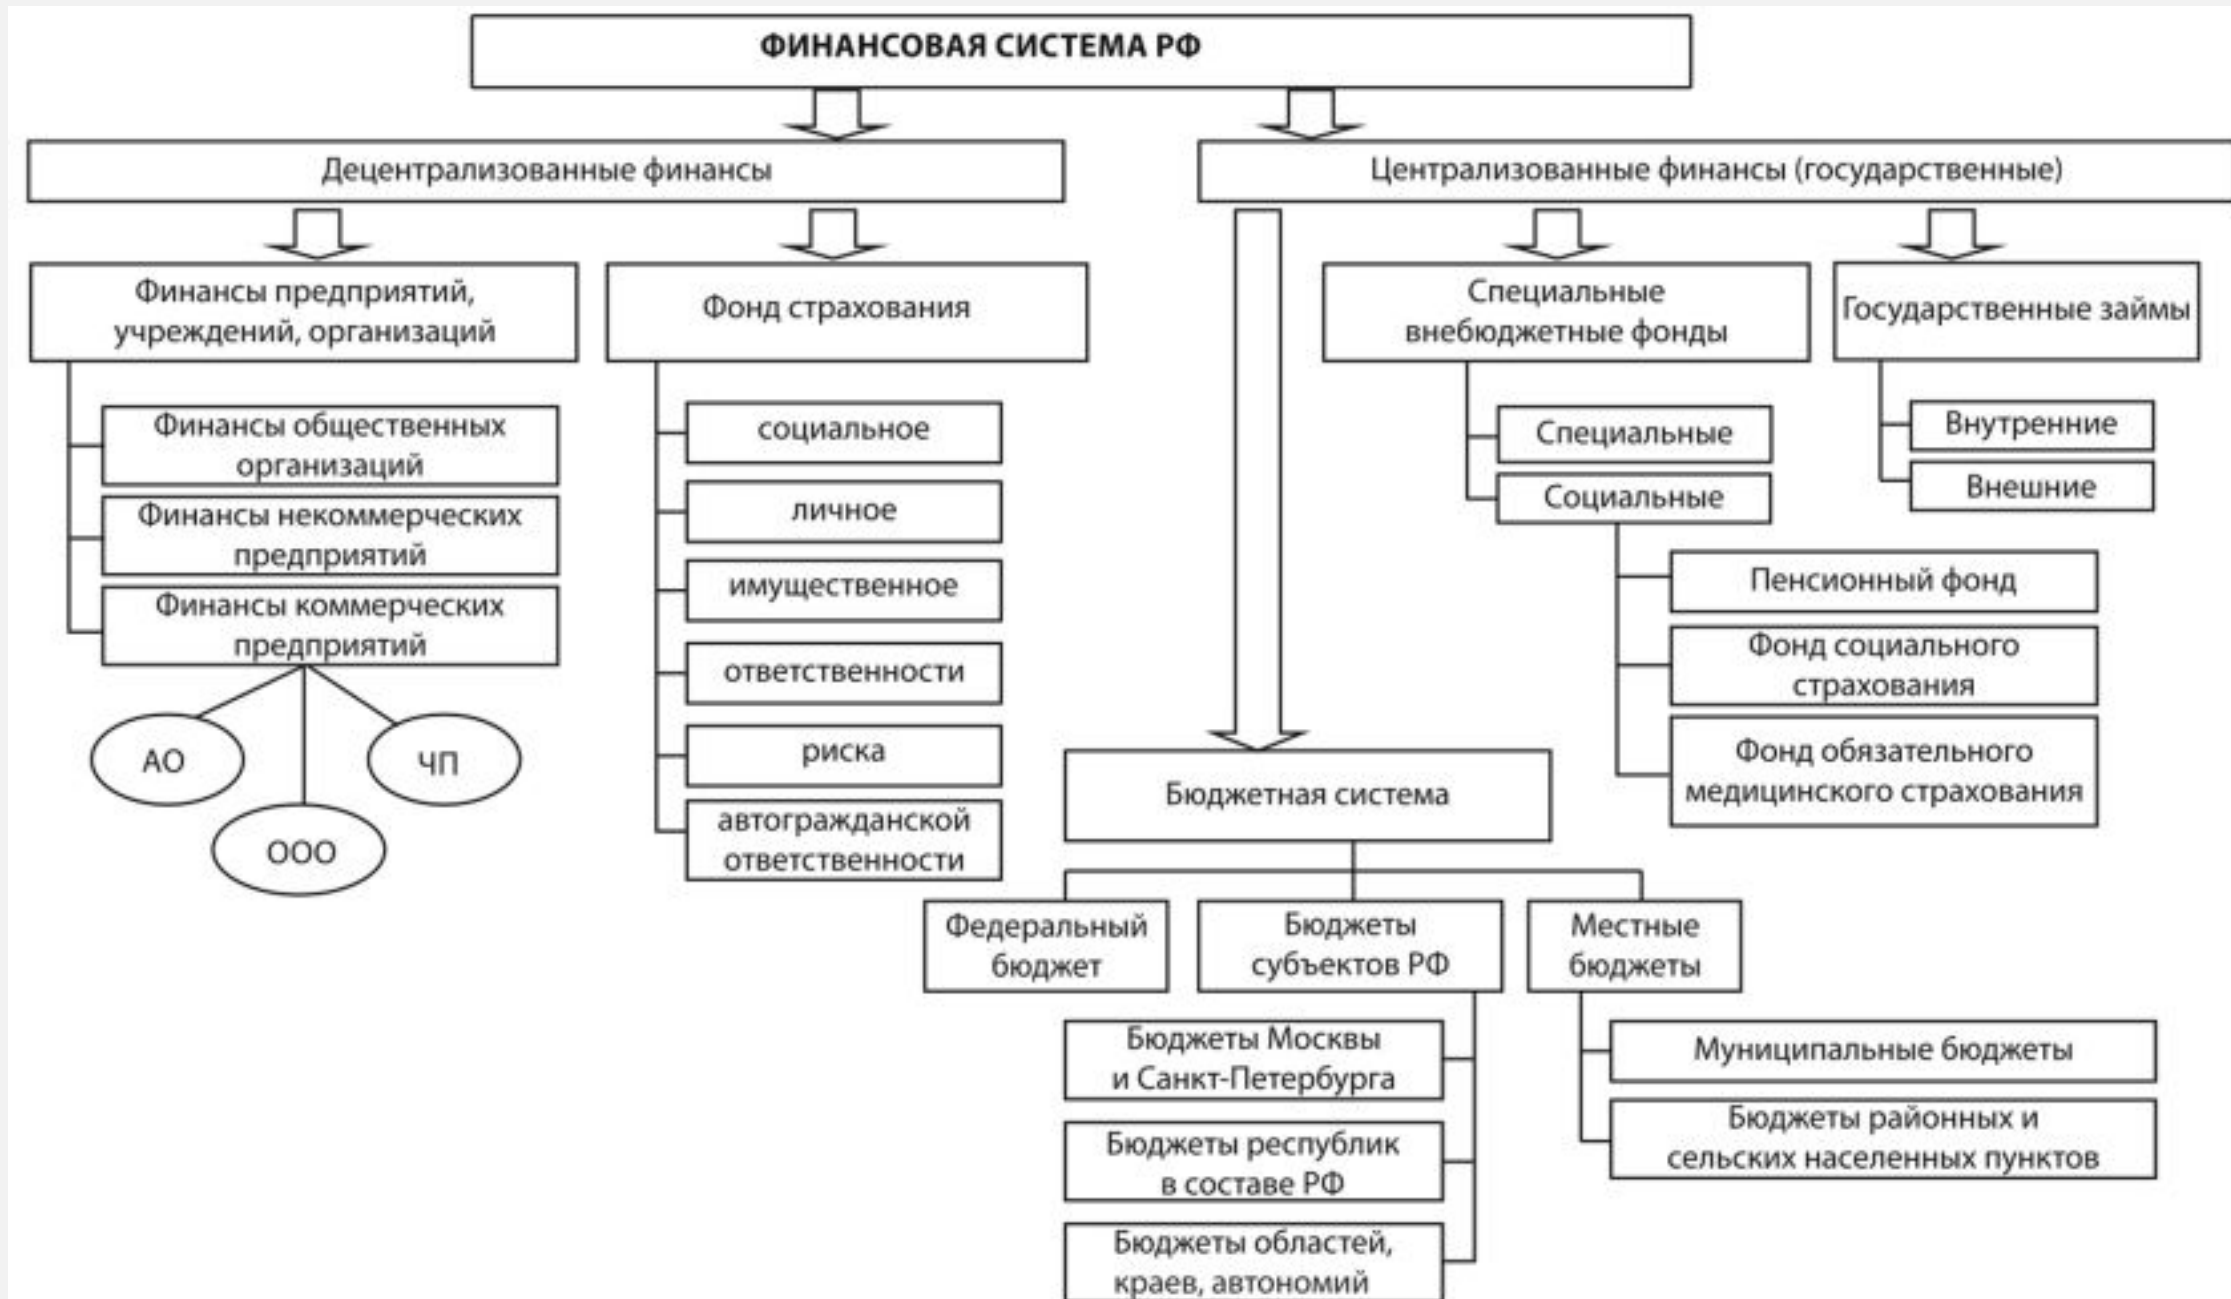 ФИНАНСОВАЯ СИСТЕМА РФ
Децентрализованные финансы
Централизованные финансы (государственные)
Финансы предприятий,
учреждений, организаций
Фонд страхования
Специальные
внебюджетные фонды
Государственные займы
Финансы общественных
организаций
Финансы некоммерческих
предприятий
Финансы коммерческих
предприятий
АО
ООО
ЧП
социальное
личное
имущественное
ответственности
риска
автогражданской
ответственности
Специальные
Социальные
Пенсионный фонд
Фонд социального
страхования
Фонд обязательного
медицинского страхования
Внутренние
Внешние
Бюджетная система
Федеральный
бюджет
Бюджеты
субъектов РФ
Местные
бюджеты
Бюджеты Москвы
и Санкт-Петербурга
Бюджеты республик
в составе РФ
Бюджеты областей,
краев, автономий
Муниципальные бюджеты
Бюджеты районных и
сельских населенных пунктов